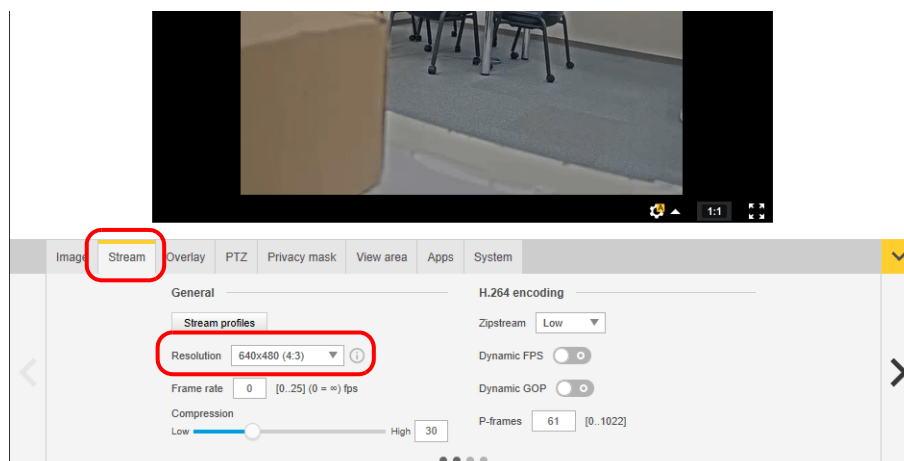 A
1:1
Image Stream Overlay PTZ Privacy mask View area Apps System
General
Stream profiles
Resolution 640x480 (4:3)
Frame rate 0 [0..25] (0 = ∞) fps
Compression
Low High 30
H.264 encoding
Zipstream Low
Dynamic FPS
Dynamic GOP
P-frames 61 [0..1022]